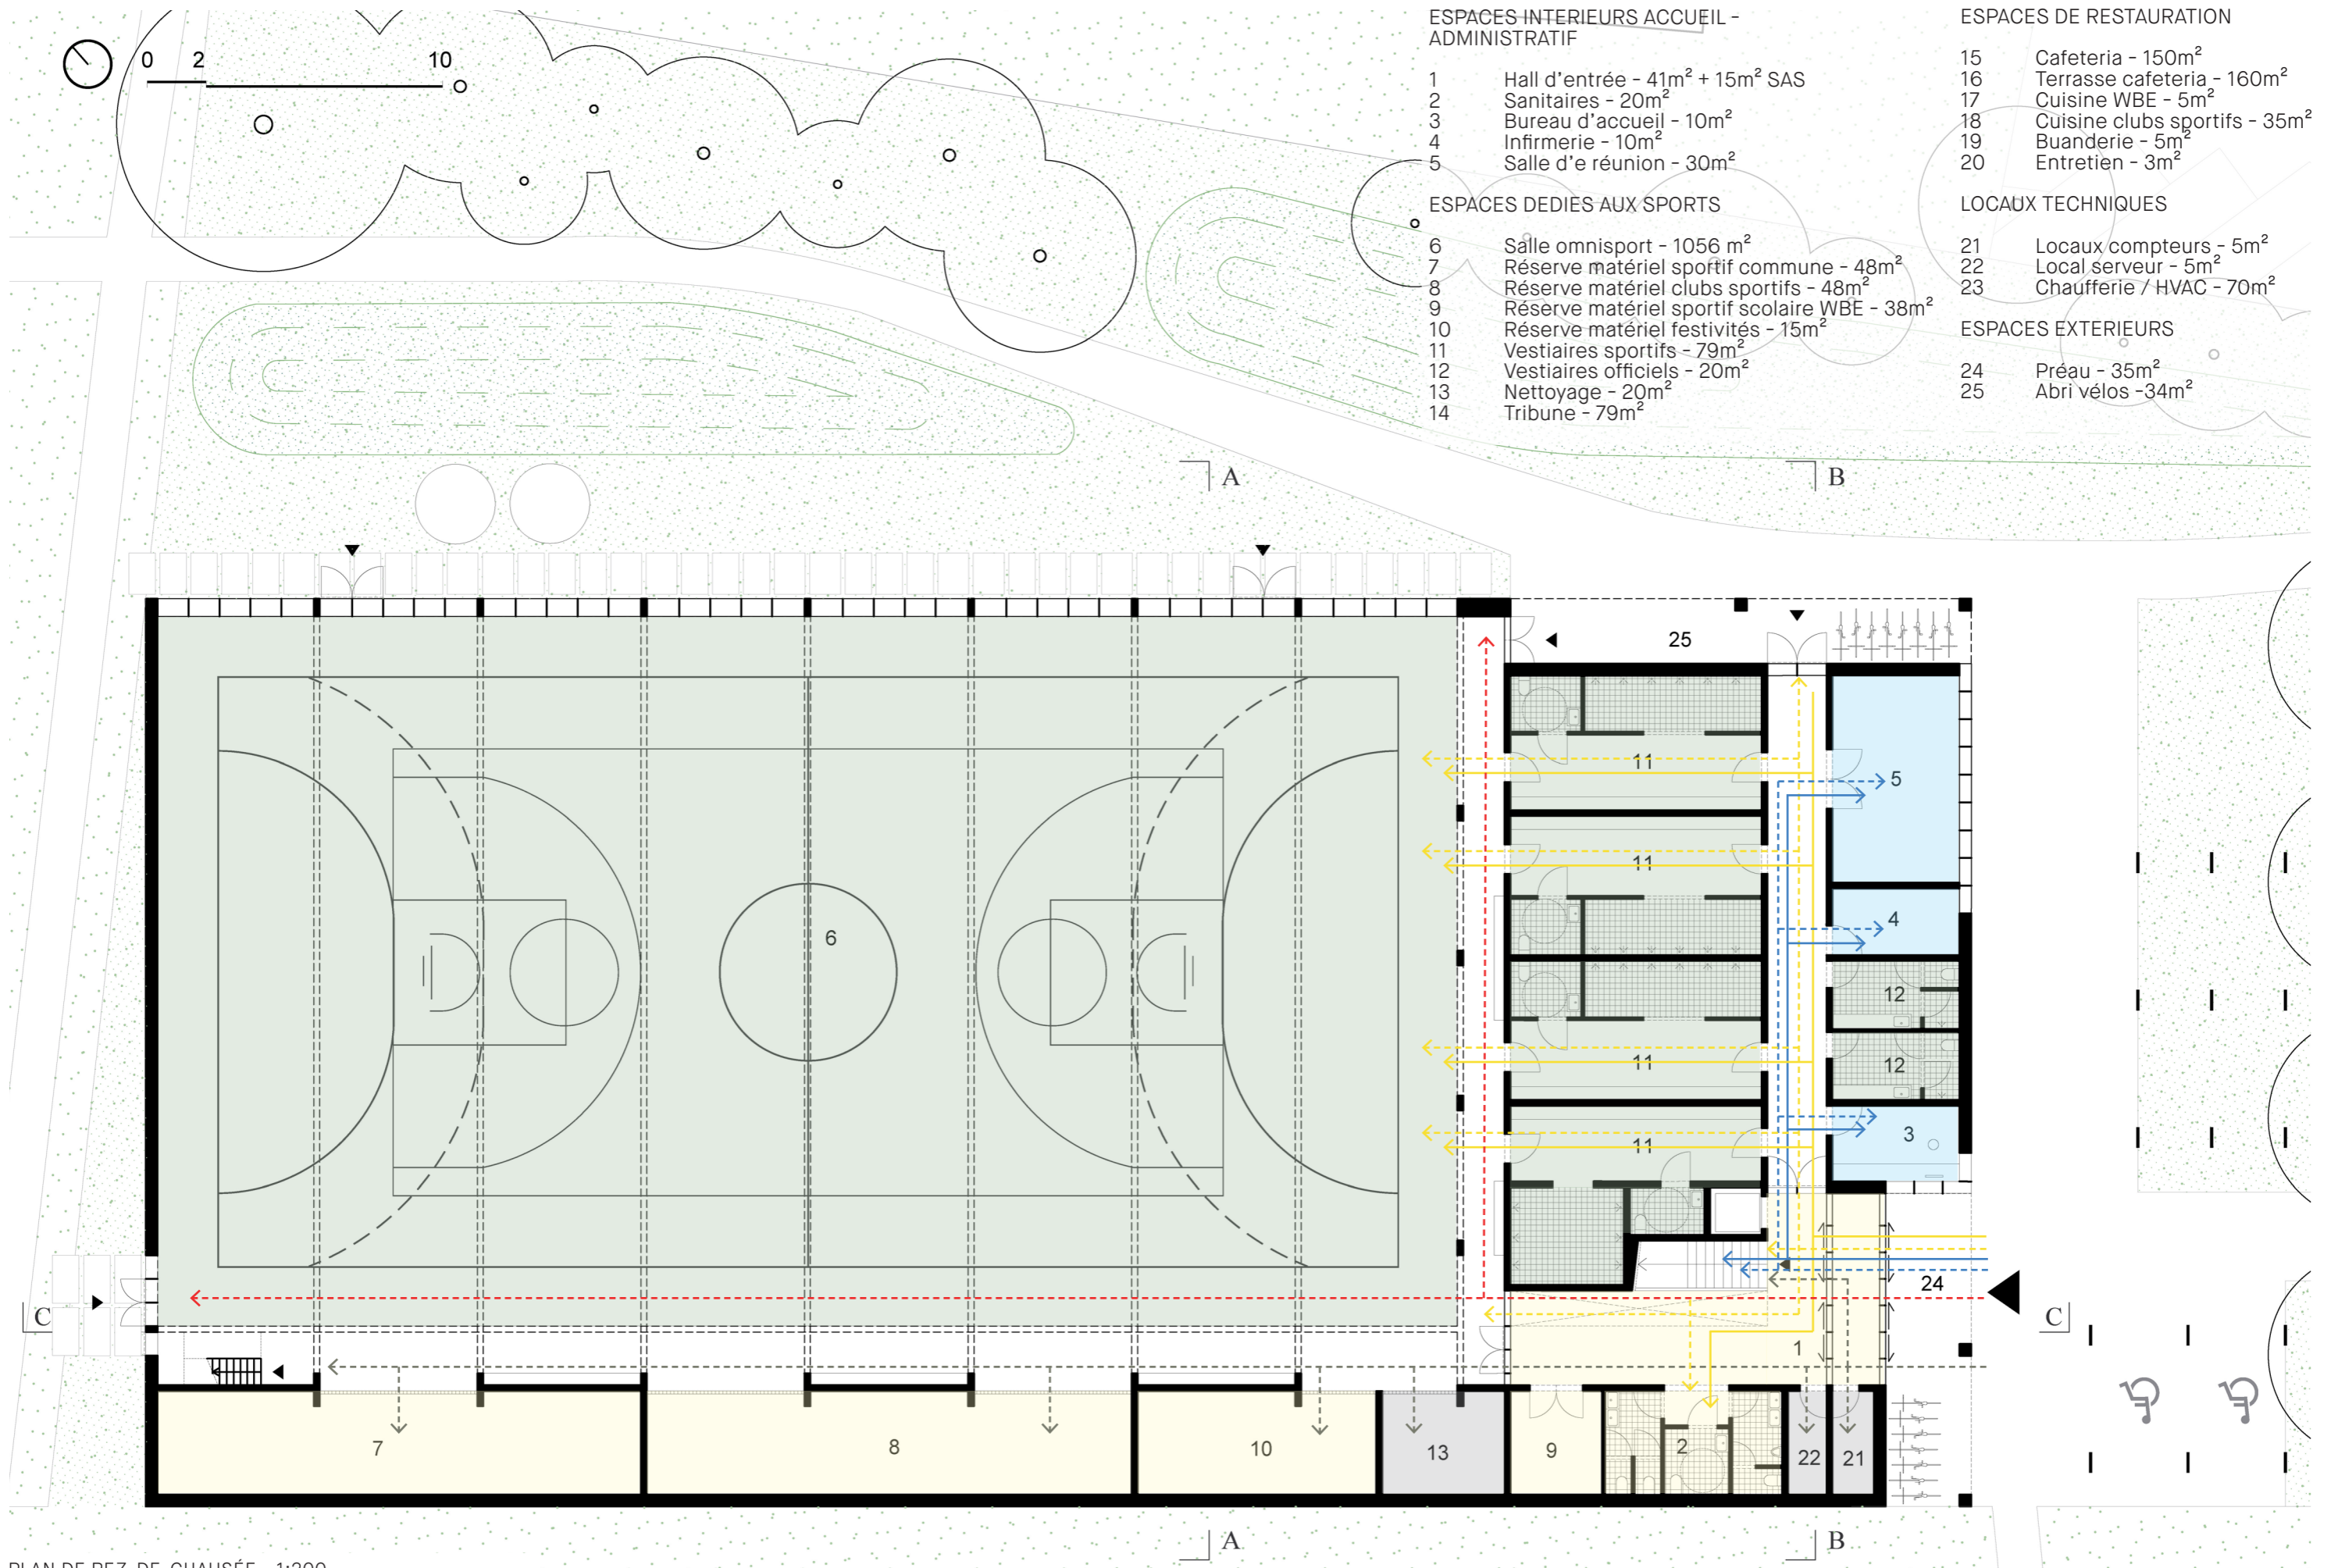 0 2 10
ESPACES INTERIEURS ACCUEIL -
ADMINISTRATIF
1 Hall d'entrée - 41m² + 15m² SAS
2 Sanitaires - 20m²
3 Bureau d'accueil - 10m²
4 Infirmerie - 10m²
5 Salle d'e réunion - 30m²
ESPACES DEDIES AUX SPORTS
6 Salle omnisport - 1056 m²
7 Réserve matériel sportif commune - 48m²
8 Réserve matériel clubs sportifs - 48m²
9 Réserve matériel sportif scolaire WBE - 38m²
10 Réserve matériel festivités - 15m²
11 Vestiaires sportifs - 79m²
12 Vestiaires officiels - 20m²
13 Nettoyage - 20m²
14 Tribune - 79m²
ESPACES DE RESTAURATION
15 Cafeteria - 150m²
16 Terrasse cafeteria - 160m²
17 Cuisine WBE - 5m²
18 Cuisine clubs sportifs - 35m²
19 Buanderie - 5m²
20 Entretien - 3m²
LOCAUX TECHNIQUES
21 Locaux compteurs - 5m²
22 Local serveur - 5m²
23 Chaufferie / HVAC - 70m²
ESPACES EXTERIEURS
24 Préau - 35m²
25 Abri vélos -34m²
A B
25
11 5
11
4
6
12
11 12
11 3
24
C C
1
7 8 10 13 9 2 22 21
A B
PLAN DE REZ-DE-CHAUSÉE - 1:200